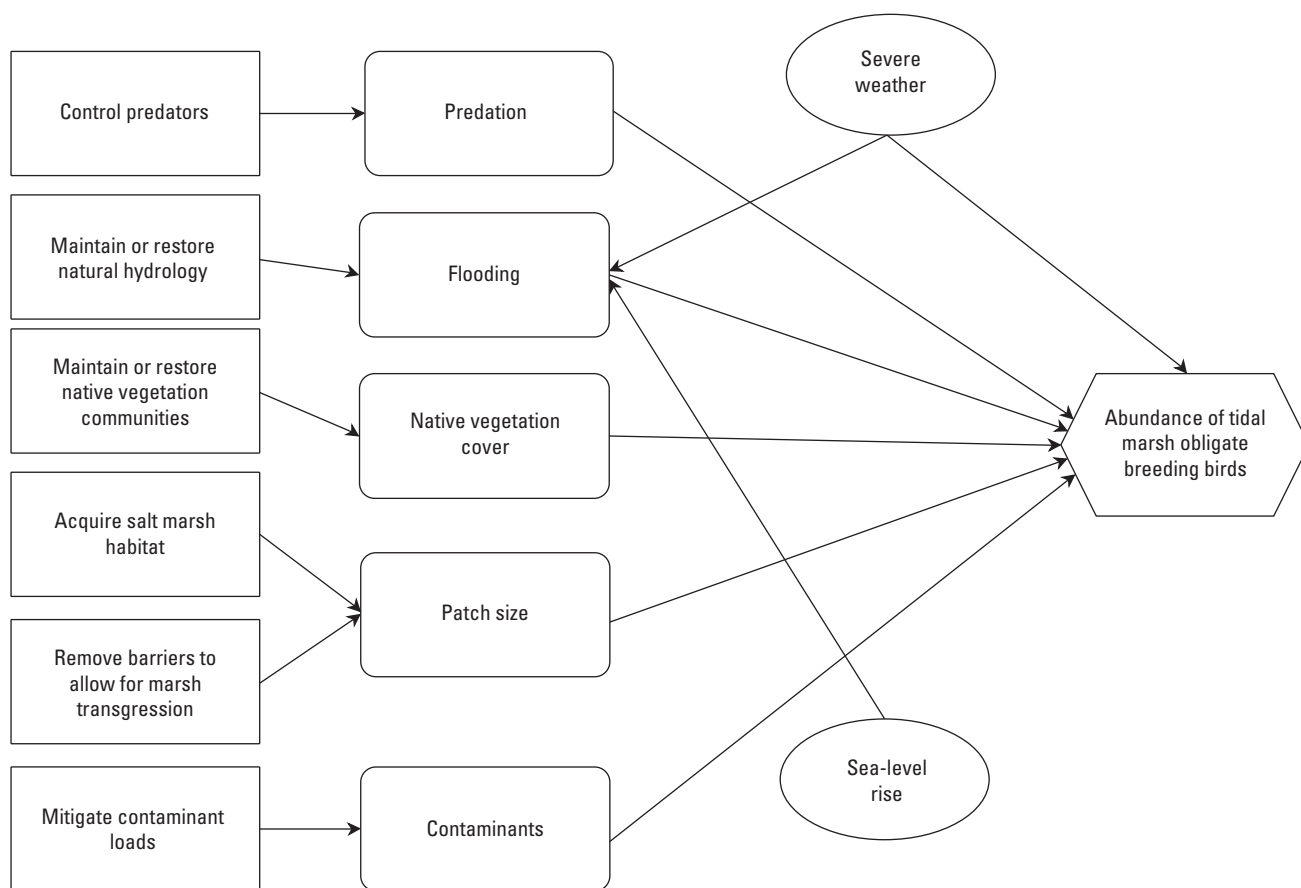 Control predators
Predation
Severe
weather
Maintain or restore
natural hydrology
Flooding
Maintain or restore
native vegetation
communities
Native vegetation
cover
Abundance of tidal
marsh obligate
breeding birds
Acquire salt marsh
habitat
Patch size
Remove barriers to
allow for marsh
transgression
Sea-level
rise
Mitigate contaminant
loads
Contaminants